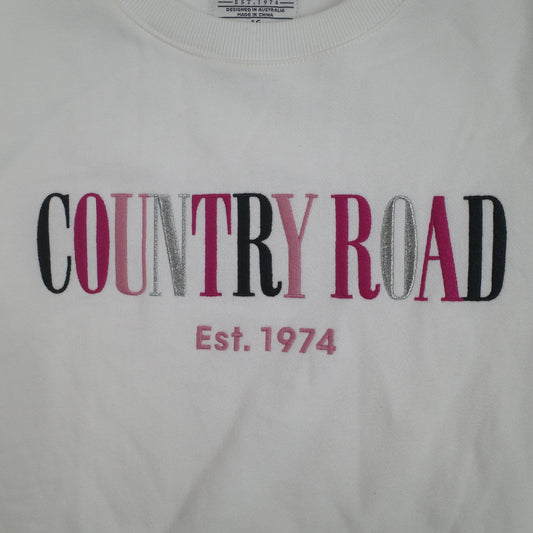 EST.1974
DESIGNED IN AUSTRALIA
MADE IN CHINA
COUNTRY ROAD
Est. 1974